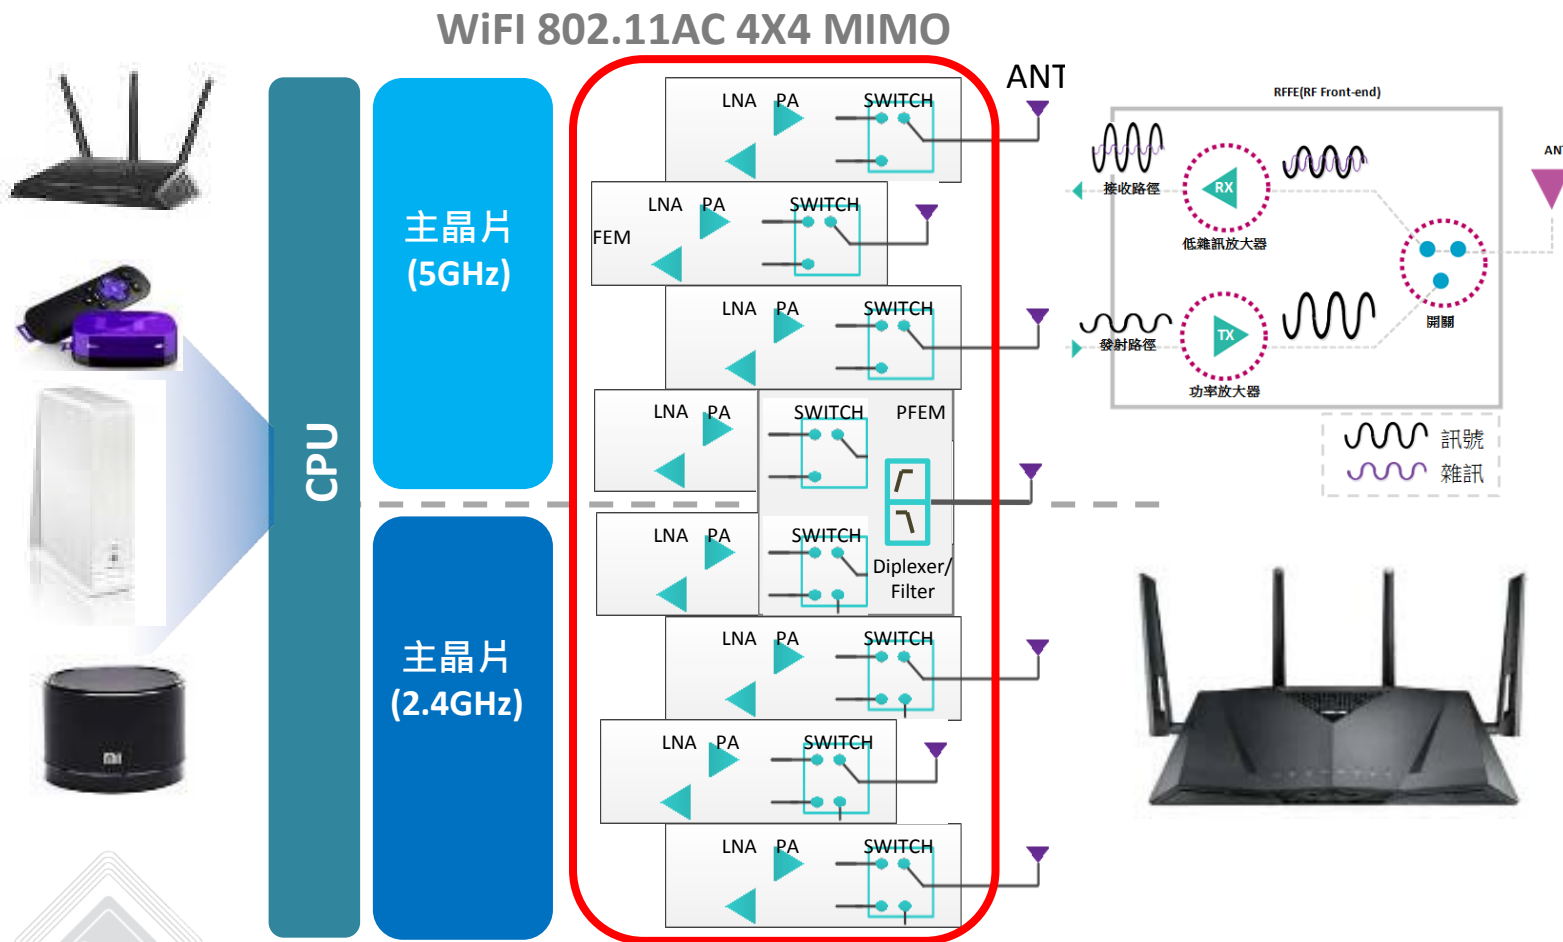 WiFI 802.11AC 4X4 MIMO
CPU
主晶片
(5GHz)
主晶片
(2.4GHz)
ANT
LNA PA SWITCH
LNA PA SWITCH
FEM
LNA PA SWITCH
LNA PA SWITCH PFEM
LNA PA SWITCH
Diplexer/
Filter
LNA PA SWITCH
LNA PA SWITCH
LNA PA SWITCH
RFFE(RF Front-end)
ANT
接收路徑
RX
低雜訊放大器
開關
發射路徑
TX
功率放大器
訊號
雜訊